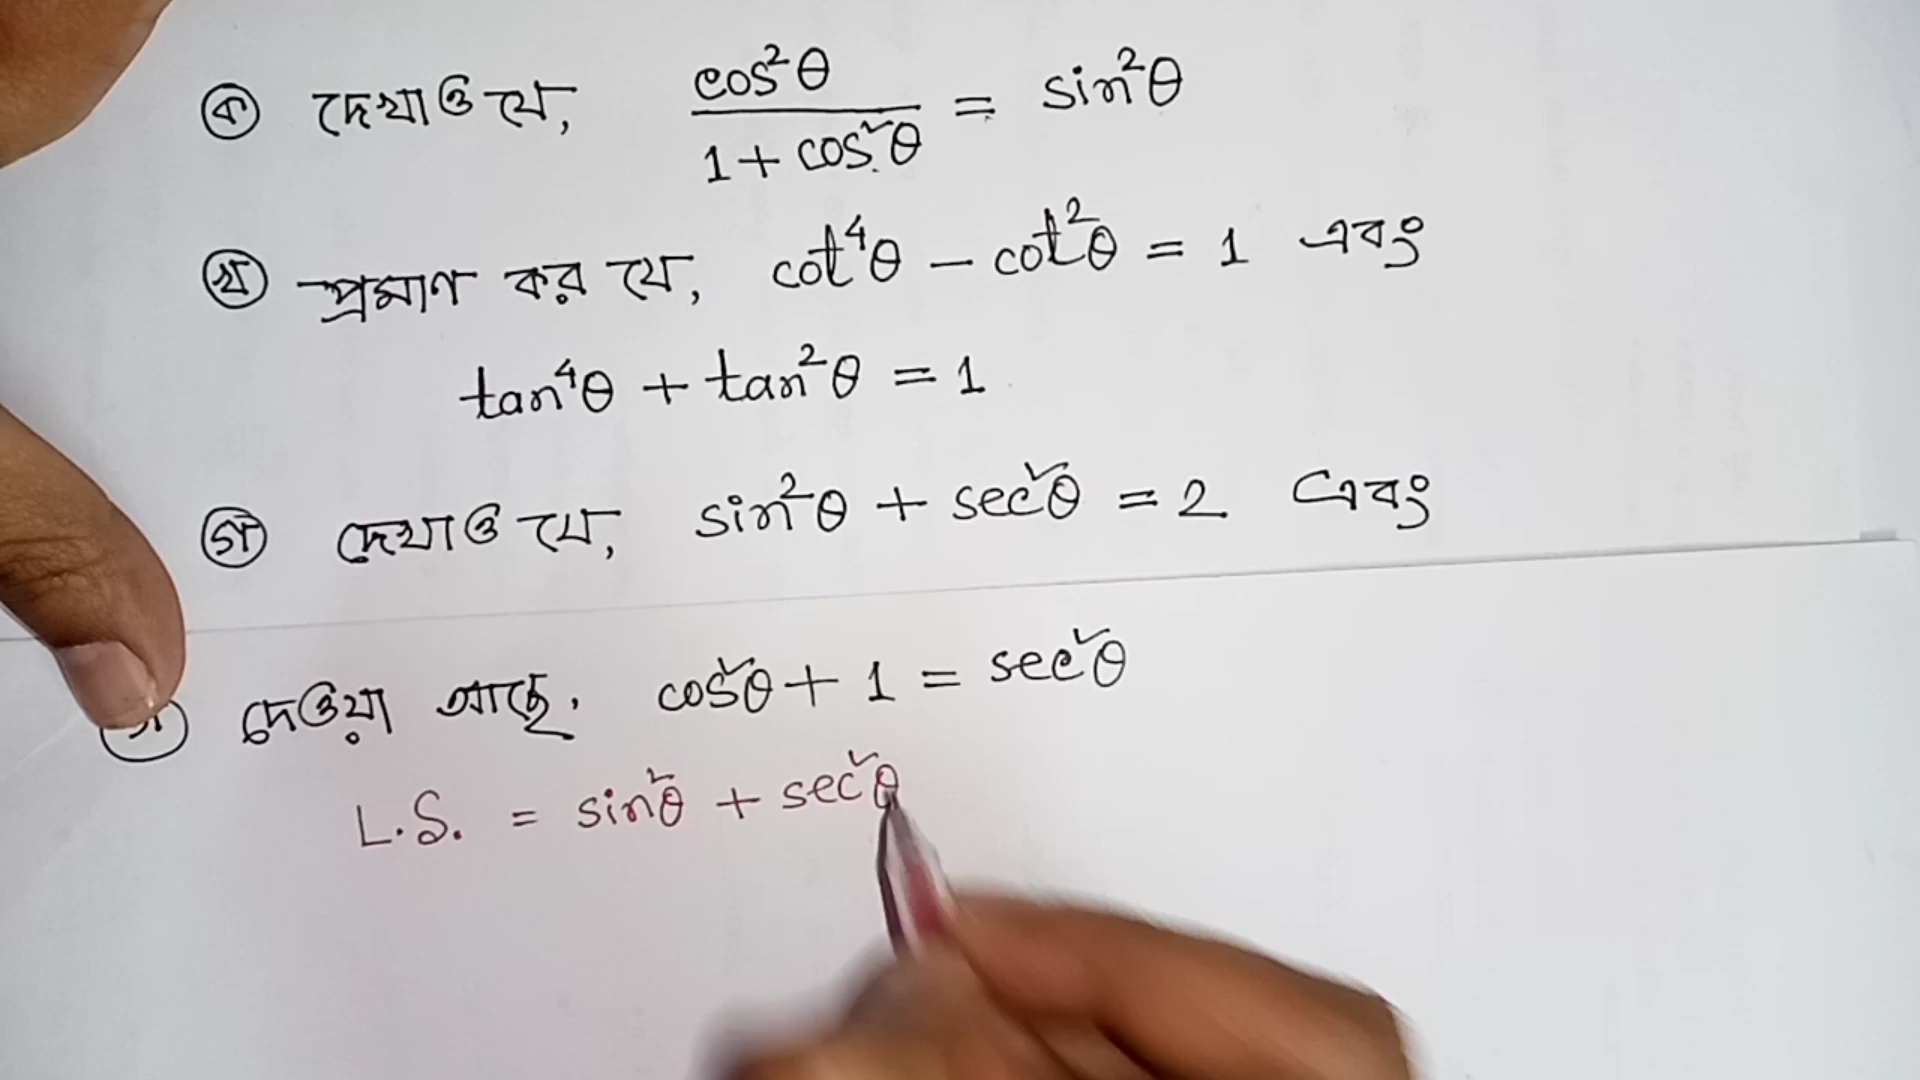 ক দেখাও যে, cos²θ / 1 + cos²θ = sin²θ
খ প্রমাণ কর যে, cot⁴θ − cot²θ = 1 এবং
tan⁴θ + tan²θ = 1
গ দেখাও যে, sin²θ + sec²θ = 2 এবং
গ দেওয়া আছে, cos²θ + 1 = sec²θ
L.S. = sin²θ + sec²θ